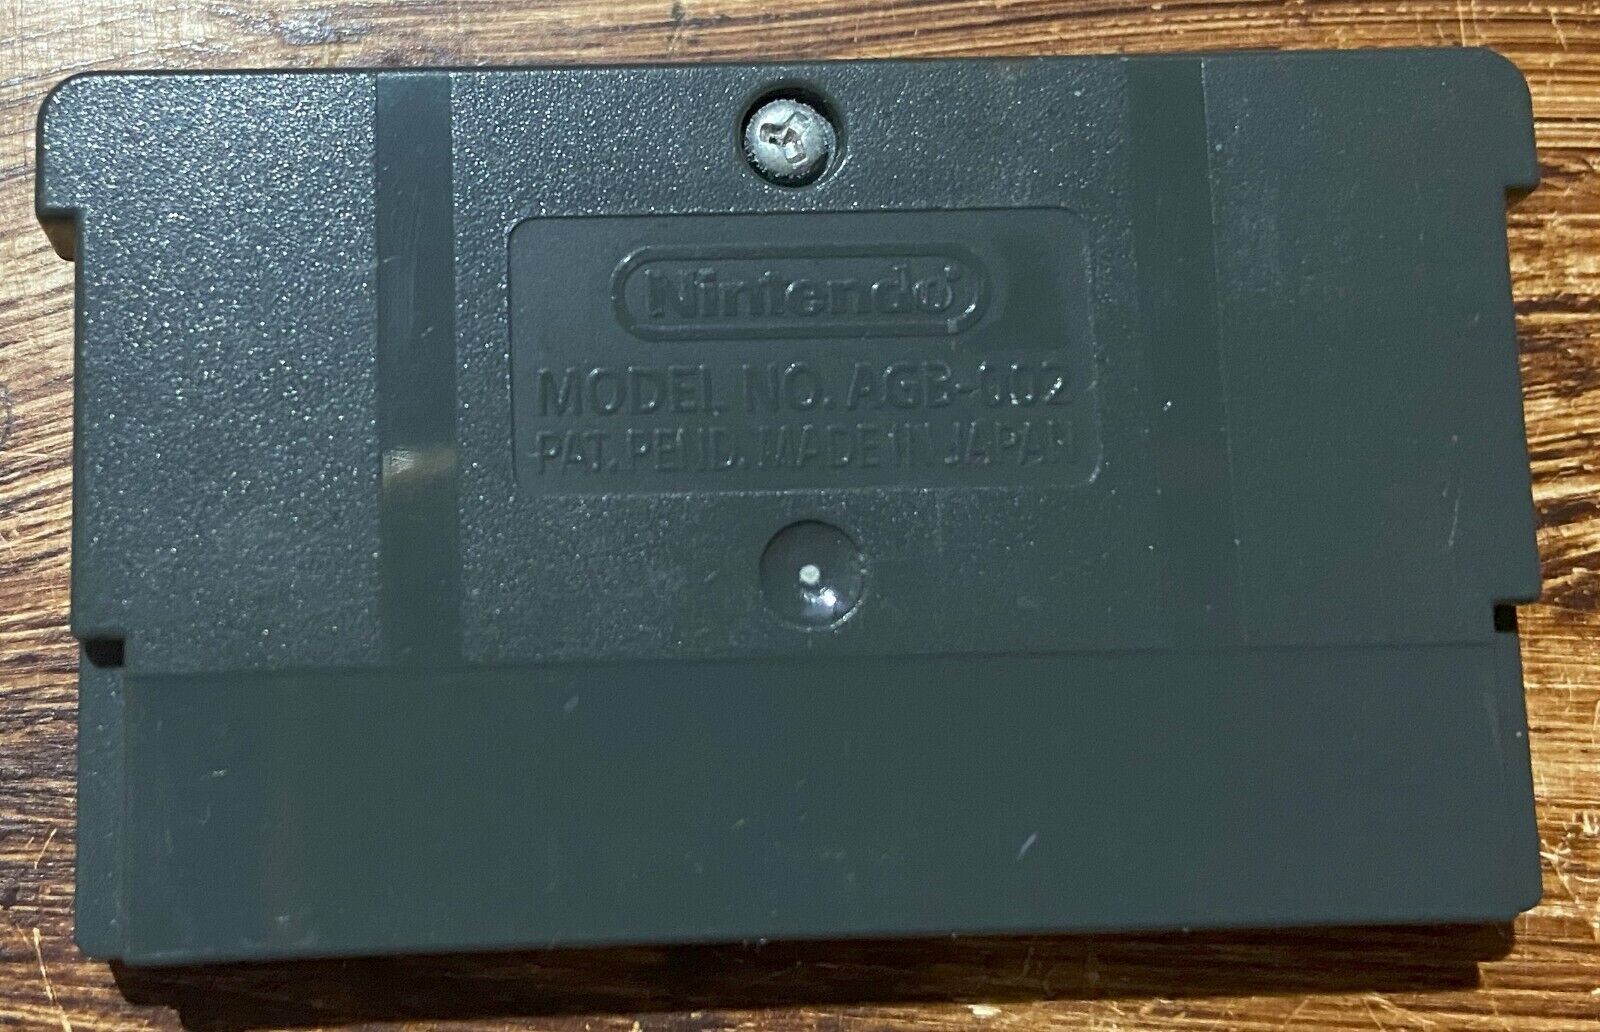 Nintendo®
MODEL NO. AGB-002
PAT. PEND. MADE IN JAPAN